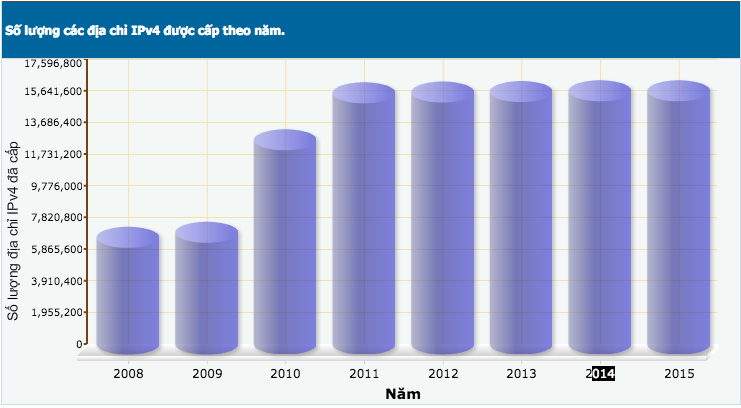 Số lượng các địa chỉ IPv4 được cấp theo năm.
17,596,800
15,641,600
13,686,400
11,731,200
9,776,000
7,820,800
5,865,600
3,910,400
1,955,200
0
Số lượng địa chỉ IPv4 đã cấp
2008 2009 2010 2011 2012 2013 2014 2015
Năm